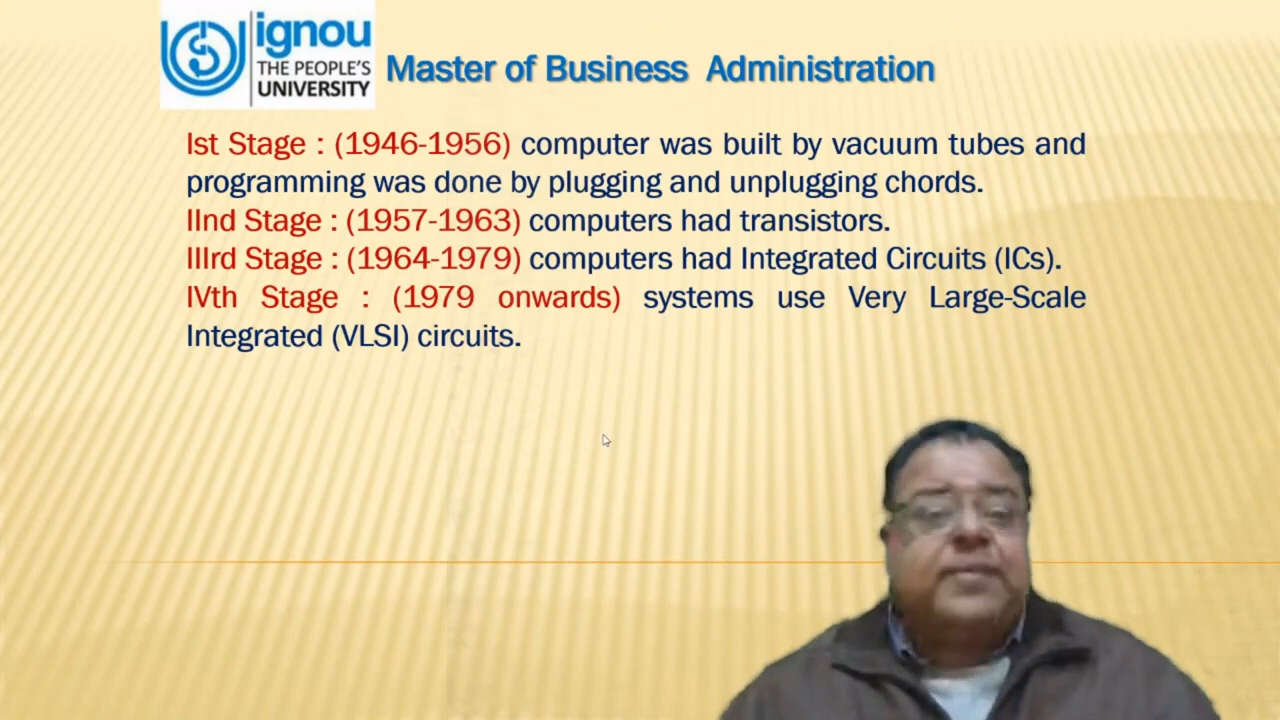 ignou
THE PEOPLE'S
UNIVERSITY
Master of Business Administration
Ist Stage : (1946-1956) computer was built by vacuum tubes and
programming was done by plugging and unplugging chords.
IInd Stage : (1957-1963) computers had transistors.
IIIrd Stage : (1964-1979) computers had Integrated Circuits (ICs).
IVth Stage : (1979 onwards) systems use Very Large-Scale
Integrated (VLSI) circuits.